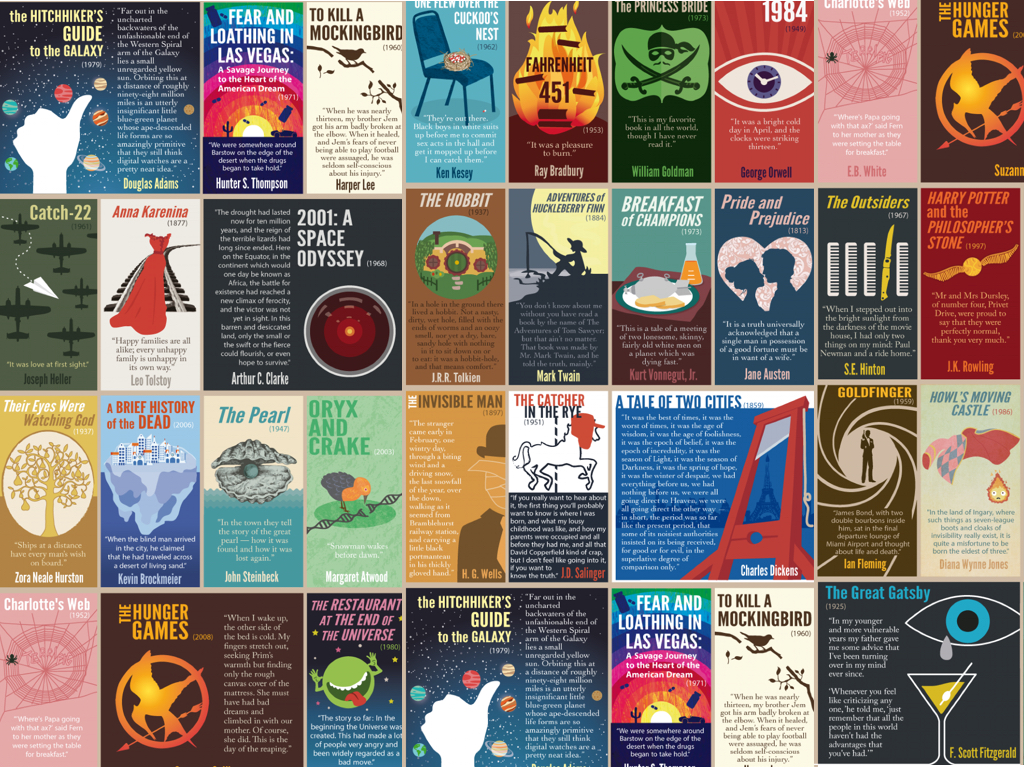 the HITCHHIKER'S
GUIDE
to the GALAXY
(1979)
"Far out in the
uncharted
backwaters of the
unfashionable end
of the Western Spiral
arm of the Galaxy
lies a small
unregarded yellow
sun. Orbiting this at
a distance of roughly
ninety-eight million
miles is an utterly
insignificant little
blue-green planet
whose ape-descended
life forms are so
amazingly primitive
that they still think
digital watches are a
pretty neat idea."
Douglas Adams
FEAR AND
LOATHING IN
LAS VEGAS:
A Savage Journey
to the Heart of the
American Dream
(1971)
"We were somewhere around
Barstow on the edge of the
desert when the drugs
began to take hold."
Hunter S. Thompson
TO KILL A
MOCKINGBIRD
(1960)
"When he was nearly
thirteen, my brother Jem
got his arm badly broken at
the elbow. When it healed,
and Jem's fears of never
being able to play football
were assuaged, he was
seldom self-conscious
about his injury."
Harper Lee
ONE FLEW OVER THE
CUCKOO'S
NEST
(1962)
"They're out there.
Black boys in white suits
up before me to commit
sex acts in the hall and
get it mopped up before
I can catch them."
Ken Kesey
FAHRENHEIT
451
(1953)
"It was a pleasure
to burn."
Ray Bradbury
The PRINCESS BRIDE
(1973)
"This is my favorite
book in all the world,
though I have never
read it."
William Goldman
1984
(1949)
"It was a bright cold
day in April, and the
clocks were striking
thirteen."
George Orwell
Charlotte's Web
(1952)
"Where's Papa going
with that ax?" said Fern
to her mother as they
were setting the table
for breakfast."
E.B. White
THE HUNGER
GAMES
Suzann
Catch-22
(1961)
"It was love at first sight."
Joseph Heller
Anna Karenina
(1877)
"Happy families are all
alike; every unhappy
family is unhappy in
its own way."
Leo Tolstoy
"The drought had lasted
now for ten million
years, and the reign of
the terrible lizards had
long since ended. Here
on the Equator, in the
continent which would
one day be known as
Africa, the battle for
existence had reached a
new climax of ferocity,
and the victor was not
yet in sight. In this
barren and desiccated
land, only the small or
the swift or the fierce
could flourish, or even
hope to survive."
Arthur C. Clarke
2001: A
SPACE
ODYSSEY (1968)
THE HOBBIT
(1937)
"In a hole in the ground there
lived a hobbit. Not a nasty,
dirty, wet hole, filled with the
ends of worms and an oozy
smell, nor yet a dry, bare,
sandy hole with nothing
in it to sit down on or
to eat: it was a hobbit-hole,
and that means comfort."
J.R.R. Tolkien
ADVENTURES of
HUCKLEBERRY FINN
(1884)
"You don't know about me
without you have read a
book by the name of The
Adventures of Tom Sawyer;
but that ain't no matter.
That book was made by
Mr. Mark Twain, and he
told the truth, mainly."
Mark Twain
BREAKFAST
of CHAMPIONS
(1973)
"This is a tale of a meeting
of two lonesome, skinny,
fairly old white men on
a planet which was
dying fast."
Kurt Vonnegut, Jr.
Pride and
Prejudice
(1813)
"It is a truth universally
acknowledged that a
single man in possession
of a good fortune must be
in want of a wife."
Jane Austen
The Outsiders
(1967)
"When I stepped out into
the bright sunlight from
the darkness of the movie
house, I had only two
things on my mind: Paul
Newman and a ride home."
S.E. Hinton
HARRY POTTER
and the
PHILOSOPHER'S
STONE (1997)
"Mr and Mrs Dursley,
of number four, Privet
Drive, were proud to
say that they were
perfectly normal,
thank you very much."
J.K. Rowling
Their Eyes Were
Watching God
(1937)
"Ships at a distance
have every man's wish
on board."
Zora Neale Hurston
A BRIEF HISTORY
of the DEAD (2006)
"When the blind man arrived
in the city, he claimed
that he had travelled across
a desert of living sand."
Kevin Brockmeier
The Pearl
(1947)
"In the town they tell
the story of the great
pearl — how it was
found and how it was
lost again."
John Steinbeck
ORYX
AND
CRAKE
(2003)
"Snowman wakes
before dawn."
Margaret Atwood
THE INVISIBLE MAN
(1897)
"The stranger
came early in
February, one
wintry day,
through a biting
wind and a
driving snow,
the last snowfall
of the year, over
the down,
walking as it
seemed from
Bramblehurst
railway station,
and carrying a
little black
portmanteau
in his thickly
gloved hand."
H. G. Wells
THE CATCHER
IN THE RYE
(1951)
"If you really want to hear about
it, the first thing you'll probably
want to know is where I was
born, and what my lousy
childhood was like, and how my
parents were occupied and all
before they had me, and all that
David Copperfield kind of crap,
but I don't feel like going into it,
if you want to
know the truth."
J.D. Salinger
A TALE OF TWO CITIES (1859)
"It was the best of times, it was the
worst of times, it was the age of
wisdom, it was the age of foolishness,
it was the epoch of belief, it was the
epoch of incredulity, it was the
season of Light, it was the season of
Darkness, it was the spring of hope,
it was the winter of despair, we had
everything before us, we had
nothing before us, we were all
going direct to Heaven, we were
all going direct the other way –
in short, the period was so far
like the present period, that
some of its noisiest authorities
insisted on its being received,
for good or for evil, in the
superlative degree of
comparison only."
Charles Dickens
GOLDFINGER
(1959)
"James Bond, with two
double bourbons inside
him, sat in the final
departure lounge of
Miami Airport and thought
about life and death."
Ian Fleming
HOWL'S MOVING
CASTLE (1986)
"In the land of Ingary, where
such things as seven-league
boots and cloaks of
invisibility really exist, it is
quite a misfortune to be
born the eldest of three."
Diana Wynne Jones
Charlotte's Web
(1952)
"Where's Papa going
with that ax?" said Fern
to her mother as they
were setting the table
for breakfast."
THE HUNGER
GAMES (2008)
"When I wake up,
the other side of
the bed is cold. My
fingers stretch out,
seeking Prim's
warmth but finding
only the rough
canvas cover of the
mattress. She must
have had bad
dreams and
climbed in with our
mother. Of course,
she did. This is the
day of the reaping."
THE RESTAURANT
AT THE END OF
THE UNIVERSE
(1980)
"The story so far: In the
beginning the Universe was
created. This had made a lot
of people very angry and
been widely regarded as a
bad move."
the HITCHHIKER'S
GUIDE
to the GALAXY
(1979)
"Far out in the
uncharted
backwaters of the
unfashionable end
of the Western Spiral
arm of the Galaxy
lies a small
unregarded yellow
sun. Orbiting this at
a distance of roughly
ninety-eight million
miles is an utterly
insignificant little
blue-green planet
whose ape-descended
life forms are so
amazingly primitive
that they still think
digital watches are a
pretty neat idea."
FEAR AND
LOATHING IN
LAS VEGAS:
A Savage Journey
to the Heart of the
American Dream
(1971)
"We were somewhere around
Barstow on the edge of the
desert when the drugs
began to take hold."
Hunter S. Thompson
TO KILL A
MOCKINGBIRD
(1960)
"When he was nearly
thirteen, my brother Jem
got his arm badly broken at
the elbow. When it healed,
and Jem's fears of never
being able to play football
were assuaged, he was
seldom self-conscious
about his injury."
The Great Gatsby
(1925)
"In my younger
and more vulnerable
years my father gave
me some advice that
I've been turning
over in my mind
ever since.
'Whenever you feel
like criticizing any
one,' he told me, 'just
remember that all the
people in this world
haven't had the
advantages that
you've had.'"
F. Scott Fitzgerald